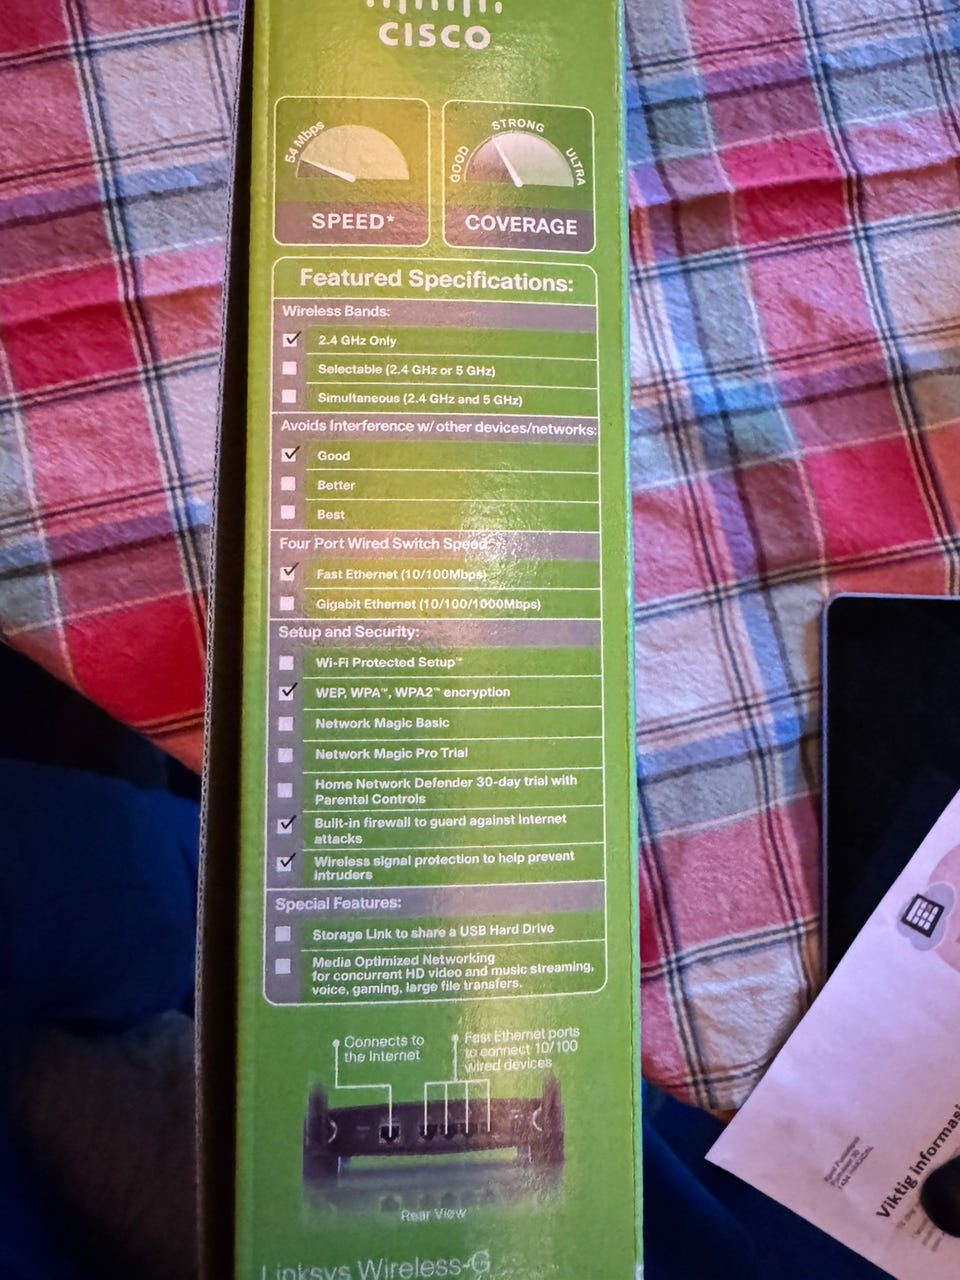 CISCO
54 Mbps
SPEED*
GOOD
STRONG
ULTRA
COVERAGE
Featured Specifications:
Wireless Bands:
2.4 GHz Only
Selectable (2.4 GHz or 5 GHz)
Simultaneous (2.4 GHz and 5 GHz)
Avoids Interference w/other devices/networks:
Good
Better
Best
Four Port Wired Switch Speed:
Fast Ethernet (10/100Mbps)
Gigabit Ethernet (10/100/1000Mbps)
Setup and Security:
Wi-Fi Protected Setup™
WEP, WPA™, WPA2™ encryption
Network Magic Basic
Network Magic Pro Trial
Home Network Defender 30-day trial with
Parental Controls
Built-in firewall to guard against Internet
attacks
Wireless signal protection to help prevent
intruders
Special Features:
Storage Link to share a USB Hard Drive
Media Optimized Networking
for concurrent HD video and music streaming,
voice, gaming, large file transfers.
Connects to
the Internet
Fast Ethernet ports
to connect 10/100
wired devices
Rear View
Linksys Wireless-G
Viktig informasj